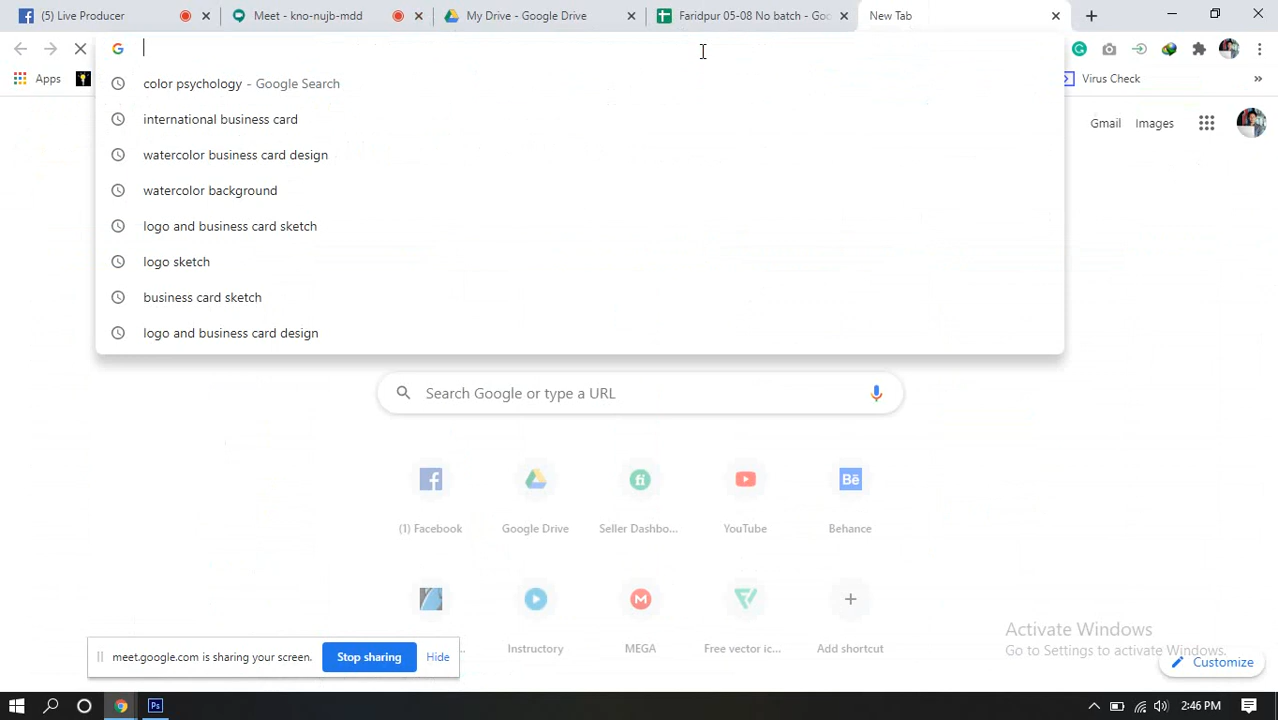 (5) Live Producer
Meet - kno-nujb-mdd
My Drive - Google Drive
Faridpur 05-08 No batch - Goo
New Tab
Apps
Virus Check
»
color psychology - Google Search
international business card
watercolor business card design
watercolor background
logo and business card sketch
logo sketch
business card sketch
logo and business card design
Gmail
Images
Search Google or type a URL
(1) Facebook
Google Drive
Seller Dashbo...
YouTube
Behance
Instructory
MEGA
Free vector ic...
Add shortcut
meet.google.com is sharing your screen.
Stop sharing
Hide
Activate Windows
Go to Settings to activate Windows.
Customize
2:46 PM